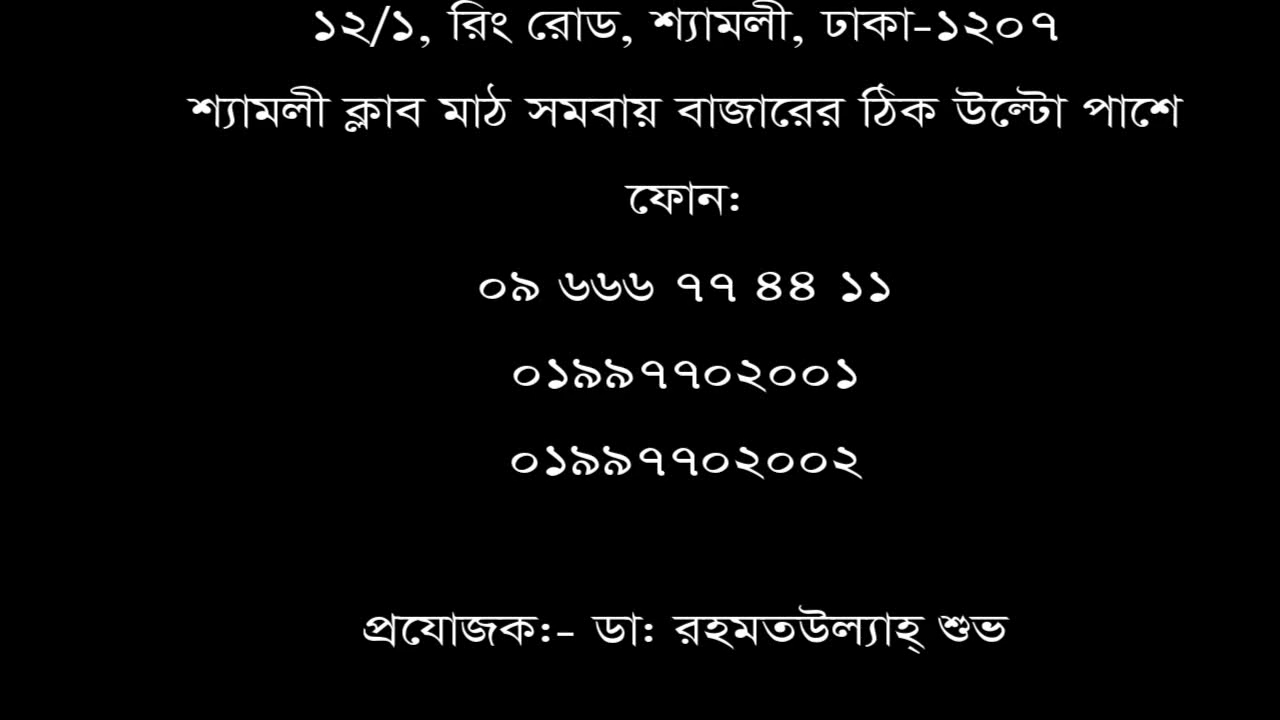 ১২/১, রিং রোড, শ্যামলী, ঢাকা-১২০৭
শ্যামলী ক্লাব মাঠ সমবায় বাজারের ঠিক উল্টো পাশে
ফোন:
০৯ ৬৬৬ ৭৭ ৪৪ ১১
০১৯৯৭৭০২০০১
০১৯৯৭৭০২০০২
প্রযোজক:- ডা: রহমতউল্যাহ্ শুভ